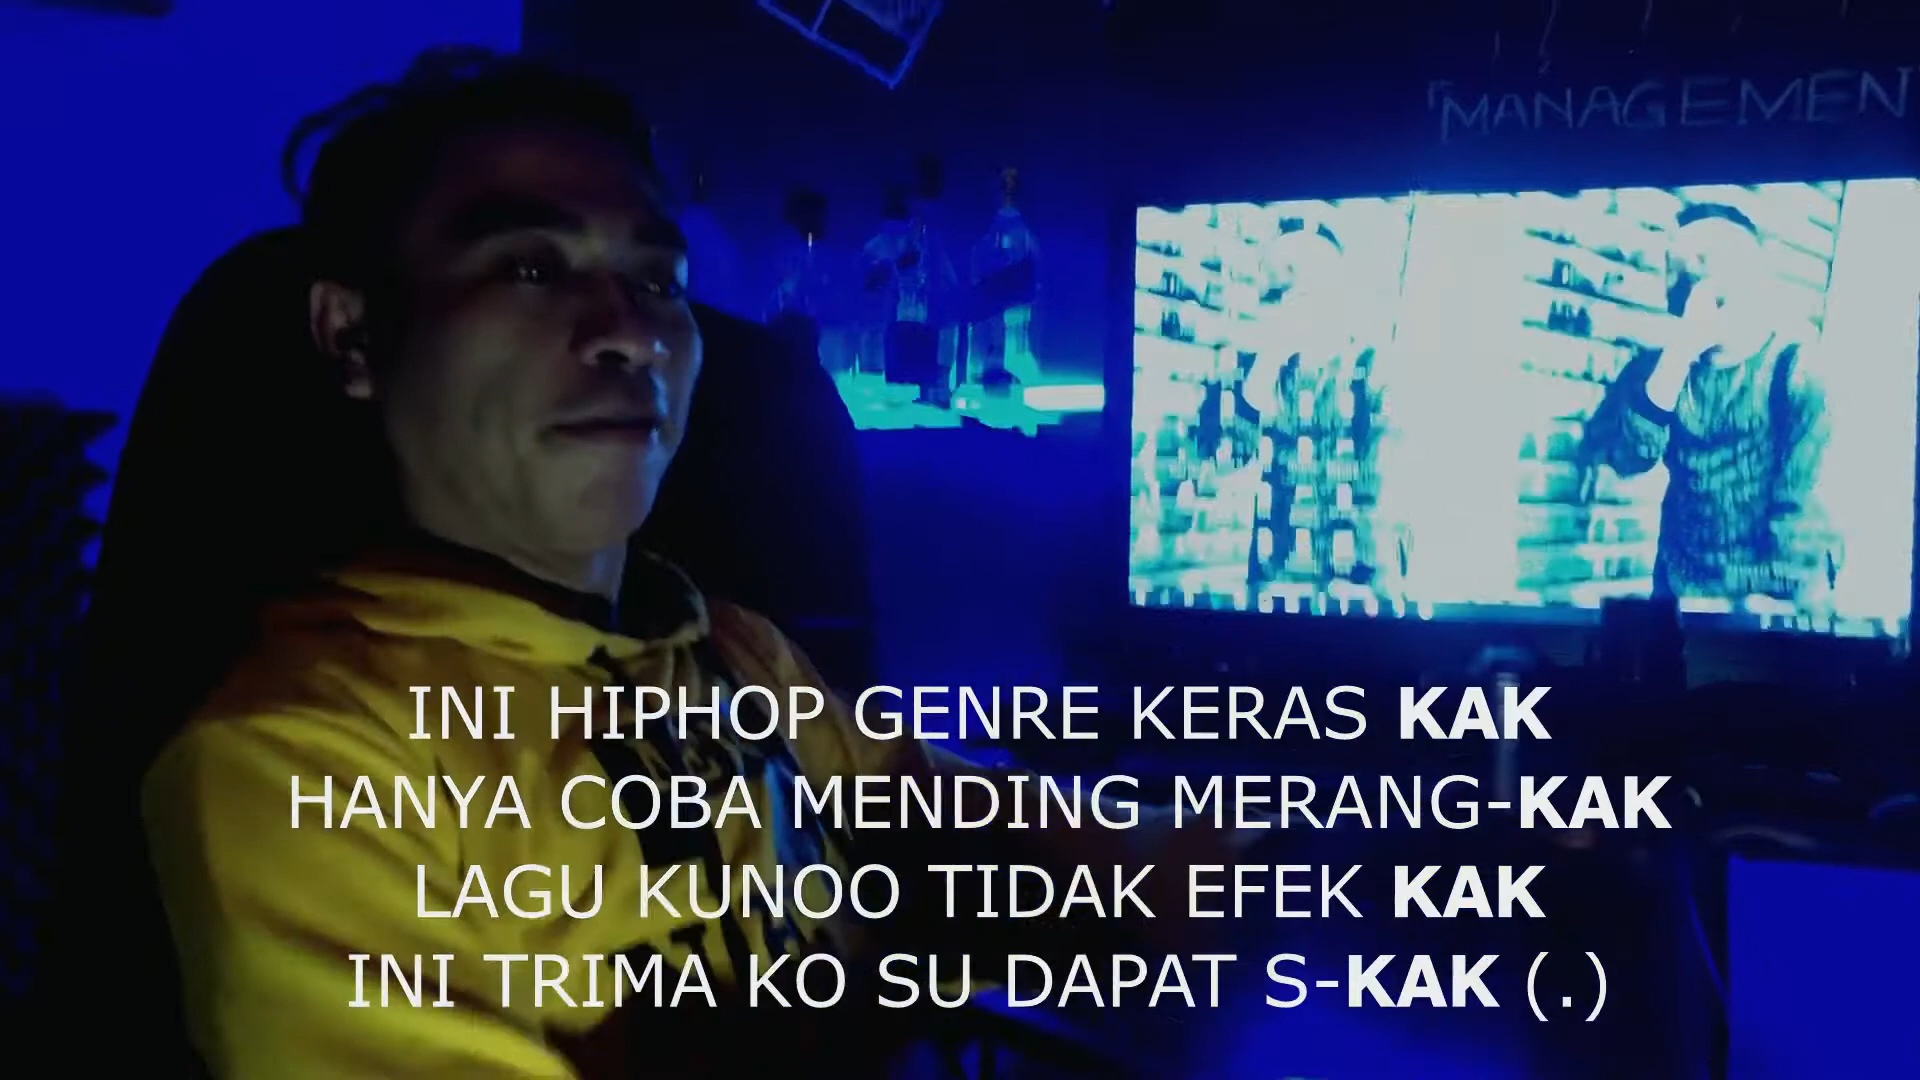 MANAGEMEN
INI HIPHOP GENRE KERAS KAK
HANYA COBA MENDING MERANG-KAK
LAGU KUNOO TIDAK EFEK KAK
INI TRIMA KO SU DAPAT S-KAK (.)